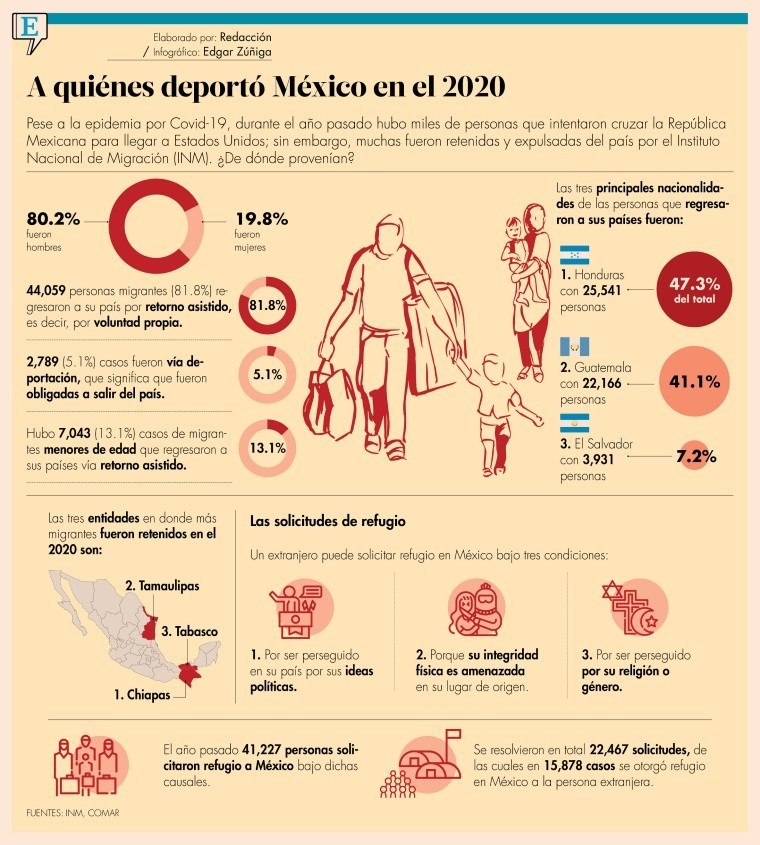 E
Elaborado por: Redacción
/ Infográfico: Edgar Zúñiga
A quiénes deportó México en el 2020
Pese a la epidemia por Covid-19, durante el año pasado hubo miles de personas que intentaron cruzar la República
Mexicana para llegar a Estados Unidos; sin embargo, muchas fueron retenidas y expulsadas del país por el Instituto
Nacional de Migración (INM). ¿De dónde provenían?
80.2%
fueron
hombres
19.8%
fueron
mujeres
44,059 personas migrantes (81.8%) re-
gresaron a su país por retorno asistido,
es decir, por voluntad propia.
81.8%
2,789 (5.1%) casos fueron vía de-
portación, que significa que fueron
obligadas a salir del país.
5.1%
Hubo 7,043 (13.1%) casos de migran-
tes menores de edad que regresaron a
sus países vía retorno asistido.
13.1%
Las tres principales nacionalida-
des de las personas que regresa-
ron a sus países fueron:
1. Honduras
con 25,541
personas
47.3%
del total
2. Guatemala
con 22,166
personas
41.1%
3. El Salvador
con 3,931
personas
7.2%
Las tres entidades en donde más
migrantes fueron retenidos en el
2020 son:
2. Tamaulipas
3. Tabasco
1. Chiapas
Las solicitudes de refugio
Un extranjero puede solicitar refugio en México bajo tres condiciones:
1. Por ser perseguido
en su país por sus ideas
políticas.
2. Porque su integridad
física es amenazada
en su lugar de origen.
3. Por ser perseguido
por su religión o
género.
El año pasado 41,227 personas soli-
citaron refugio a México bajo dichas
causales.
Se resolvieron en total 22,467 solicitudes, de
las cuales en 15,878 casos se otorgó refugio
en México a la persona extranjera.
FUENTES: INM, COMAR